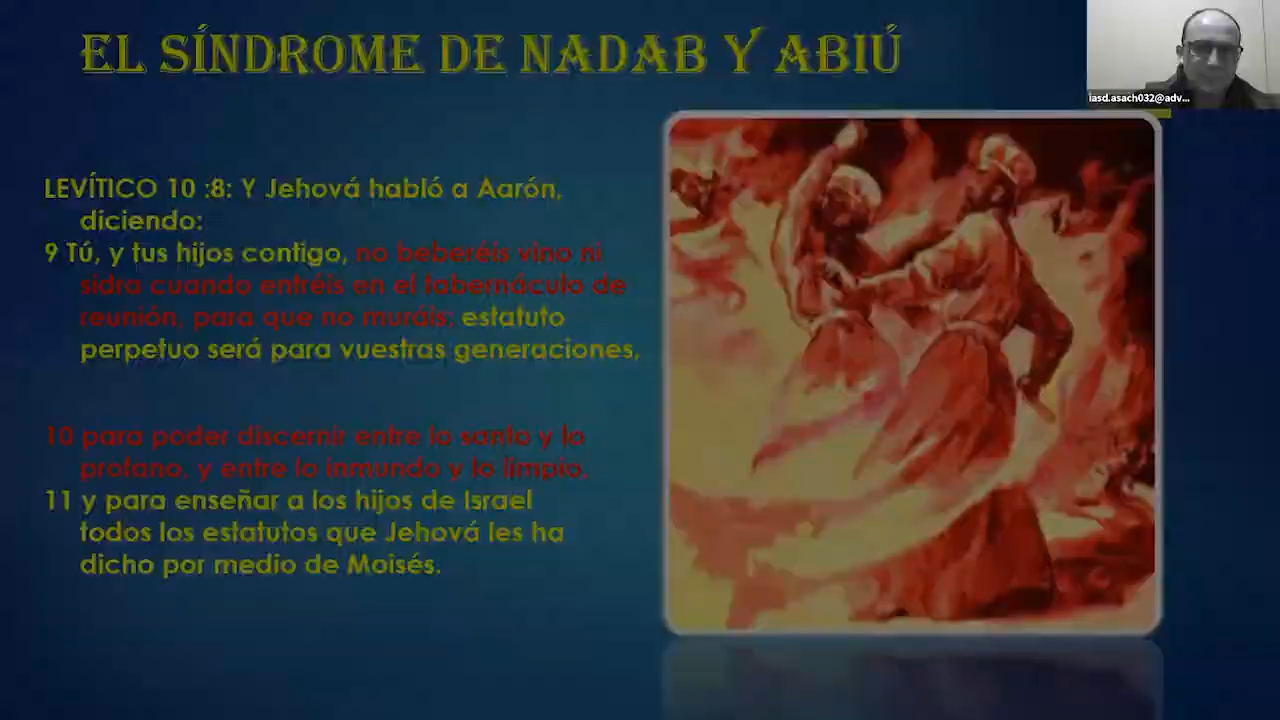 EL SÍNDROME DE NADAB Y ABIÚ
iasd.asach032@adv...
LEVÍTICO 10 :8: Y Jehová habló a Aarón,
diciendo:
9 Tú, y tus hijos contigo, no beberéis vino ni
sidra cuando entréis en el tabernáculo de
reunión, para que no muráis; estatuto
perpetuo será para vuestras generaciones,
10 para poder discernir entre lo santo y lo
profano, y entre lo inmundo y lo limpio,
11 y para enseñar a los hijos de Israel
todos los estatutos que Jehová les ha
dicho por medio de Moisés.